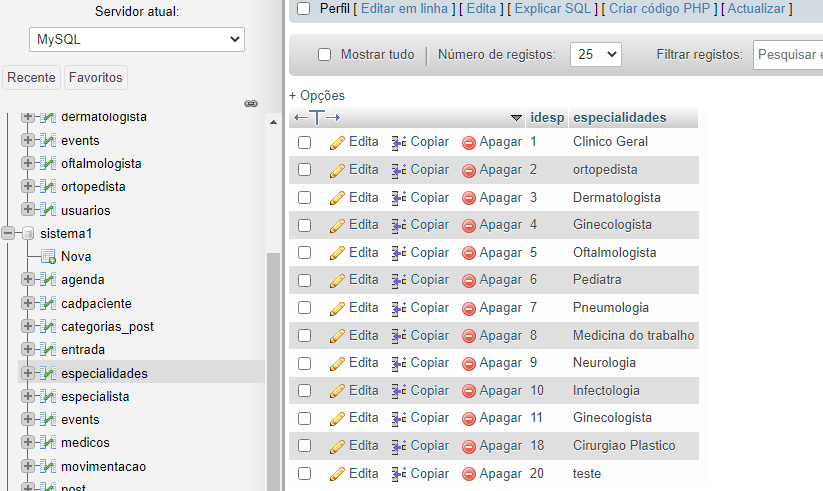 Servidor atual:
MySQL
Recente Favoritos
dermatologista
events
oftalmologista
ortopedista
usuarios
sistema1
Nova
agenda
cadpaciente
categorias_post
entrada
especialidades
especialista
events
medicos
movimentacao
post
Perfil [ Editar em linha ] [ Edita ] [ Explicar SQL ] [ Criar código PHP ] [ Actualizar ]
Mostrar tudo Número de registos: 25 Filtrar registos: Pesquisar
+ Opções
idesp especialidades
Edita Copiar Apagar 1 Clinico Geral
Edita Copiar Apagar 2 ortopedista
Edita Copiar Apagar 3 Dermatologista
Edita Copiar Apagar 4 Ginecologista
Edita Copiar Apagar 5 Oftalmologista
Edita Copiar Apagar 6 Pediatra
Edita Copiar Apagar 7 Pneumologia
Edita Copiar Apagar 8 Medicina do trabalho
Edita Copiar Apagar 9 Neurologia
Edita Copiar Apagar 10 Infectologia
Edita Copiar Apagar 11 Ginecologista
Edita Copiar Apagar 18 Cirurgiao Plastico
Edita Copiar Apagar 20 teste